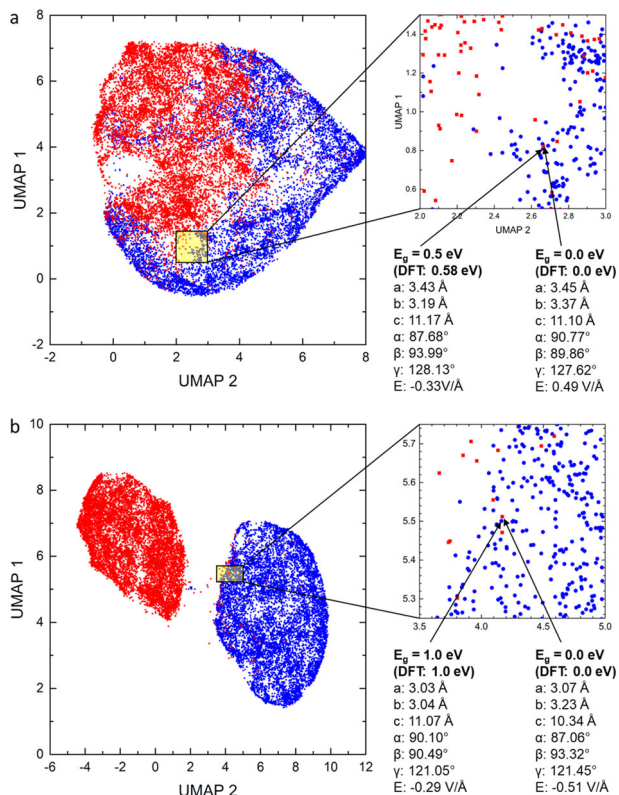 a
8
7
6
5
4
3
2
1
0
-2
UMAP 1
-2 0 2 4 6 8
UMAP 2
1.4
1.2
1.0
0.8
0.6
UMAP 1
2.0 2.2 2.4 2.6 2.8 3.0
UMAP 2
Eg = 0.5 eV
(DFT: 0.58 eV)
a: 3.43 Å
b: 3.19 Å
c: 11.17 Å
α: 87.68°
β: 93.99°
γ: 128.13°
E: -0.33V/Å
Eg = 0.0 eV
(DFT: 0.0 eV)
a: 3.45 Å
b: 3.37 Å
c: 11.10 Å
α: 90.77°
β: 89.86°
γ: 127.62°
E: 0.49 V/Å
b
10
8
6
4
2
0
UMAP 1
-6 -4 -2 0 2 4 6 8 10 12
UMAP 2
5.7
5.6
5.5
5.4
5.3
3.5 4.0 4.5 5.0
Eg = 1.0 eV
(DFT: 1.0 eV)
a: 3.03 Å
b: 3.04 Å
c: 11.07 Å
α: 90.10°
β: 90.49°
γ: 121.05°
E: -0.29 V/Å
Eg = 0.0 eV
(DFT: 0.0 eV)
a: 3.07 Å
b: 3.23 Å
c: 10.34 Å
α: 87.06°
β: 93.32°
γ: 121.45°
E: -0.51 V/Å